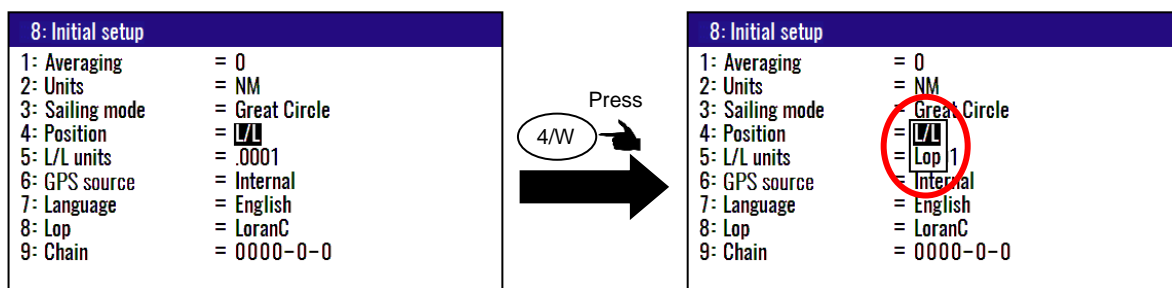 8: Initial setup
1: Averaging = 0
2: Units = NM
3: Sailing mode = Great Circle
4: Position = L/L
5: L/L units = .0001
6: GPS source = Internal
7: Language = English
8: Lop = LoranC
9: Chain = 0000-0-0
Press
4/W
8: Initial setup
1: Averaging = 0
2: Units = NM
3: Sailing mode = Great Circle
4: Position = L/L
5: L/L units = Lop 1
6: GPS source = Internal
7: Language = English
8: Lop = LoranC
9: Chain = 0000-0-0